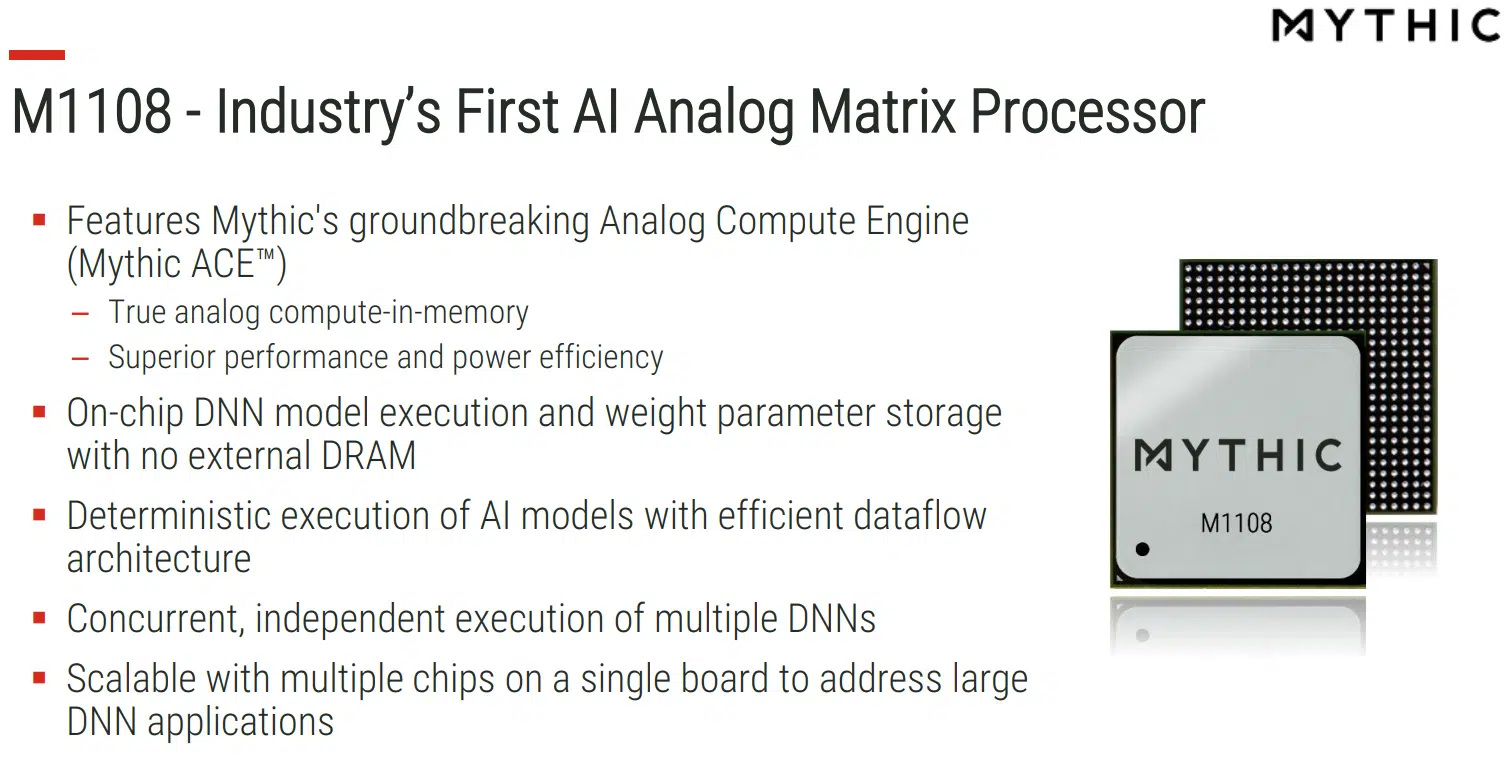 MYTHIC
M1108 - Industry’s First AI Analog Matrix Processor
▪ Features Mythic's groundbreaking Analog Compute Engine
(Mythic ACE™)
– True analog compute-in-memory
– Superior performance and power efficiency
▪ On-chip DNN model execution and weight parameter storage
with no external DRAM
▪ Deterministic execution of AI models with efficient dataflow
architecture
▪ Concurrent, independent execution of multiple DNNs
▪ Scalable with multiple chips on a single board to address large
DNN applications
MYTHIC
M1108